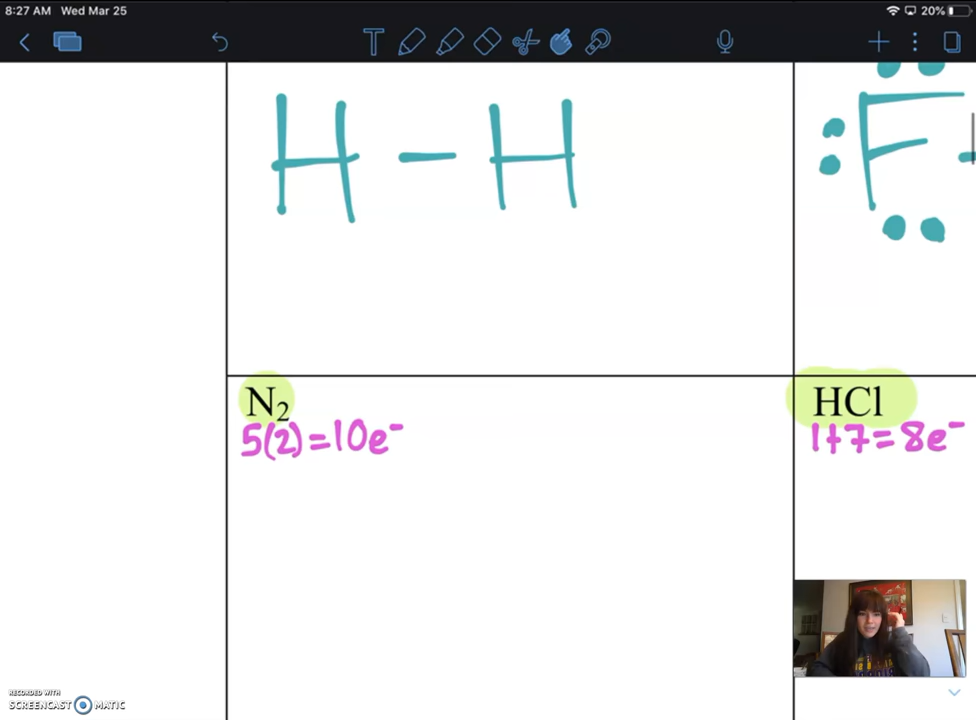 8:27 AM Wed Mar 25
20%
T
H - H
F
N₂
5(2)=10e⁻
HCl
1+7=8e⁻
RECORDED WITH
SCREENCAST MATIC